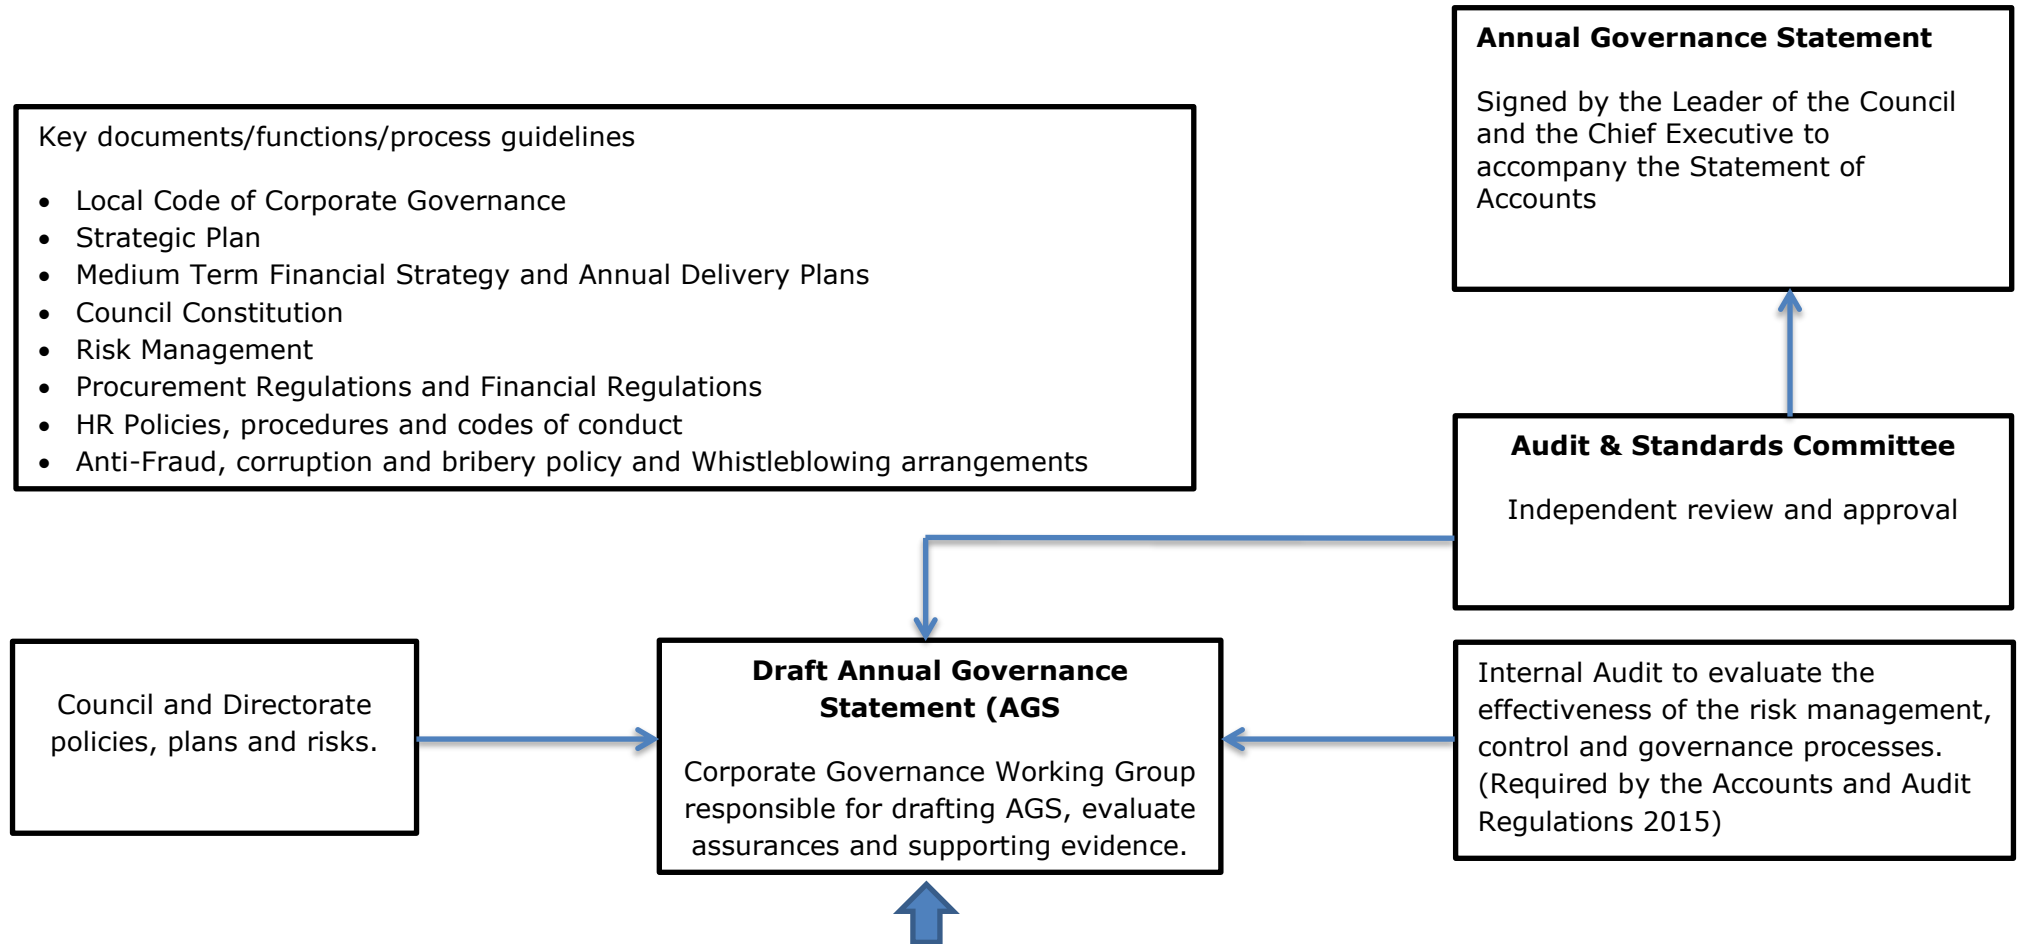 Annual Governance Statement
Signed by the Leader of the Council
and the Chief Executive to
accompany the Statement of
Accounts
Key documents/functions/process guidelines
• Local Code of Corporate Governance
• Strategic Plan
• Medium Term Financial Strategy and Annual Delivery Plans
• Council Constitution
• Risk Management
• Procurement Regulations and Financial Regulations
• HR Policies, procedures and codes of conduct
• Anti-Fraud, corruption and bribery policy and Whistleblowing arrangements
Audit & Standards Committee
Independent review and approval
Council and Directorate
policies, plans and risks.
Draft Annual Governance
Statement (AGS
Corporate Governance Working Group
responsible for drafting AGS, evaluate
assurances and supporting evidence.
Internal Audit to evaluate the
effectiveness of the risk management,
control and governance processes.
(Required by the Accounts and Audit
Regulations 2015)